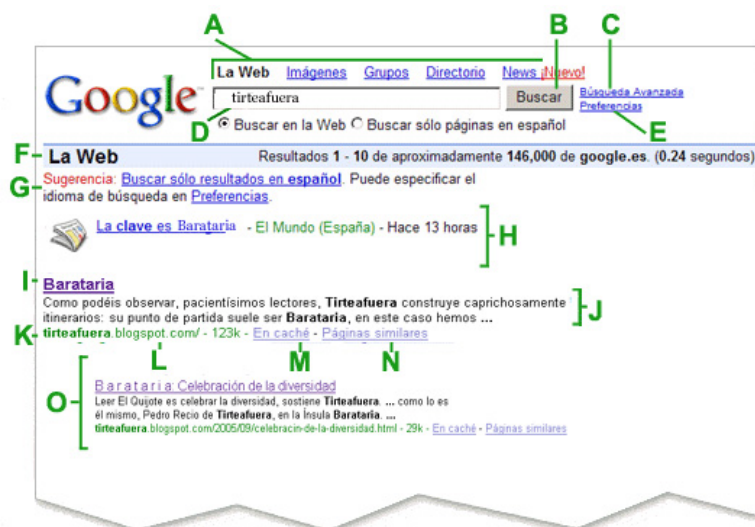 A B C
La Web Imágenes Grupos Directorio News ¡Nuevo!
Google tirteafuera Buscar Búsqueda Avanzada
Preferencias
D E
Buscar en la Web Buscar sólo páginas en español
F La Web Resultados 1 - 10 de aproximadamente 146,000 de google.es. (0.24 segundos)
G Sugerencia: Buscar sólo resultados en español. Puede especificar el
idioma de búsqueda en Preferencias.
La clave es Barataria - El Mundo (España) - Hace 13 horas H
I Barataria
Como podéis observar, pacientísimos lectores, Tirteafuera construye caprichosamente
itinerarios: su punto de partida suele ser Barataria, en este caso hemos ... J
K tirteafuera.blogspot.com/ - 123k - En caché - Páginas similares
L M N
O B a r a t a r i a: Celebración de la diversidad
Leer El Quijote es celebrar la diversidad, sostiene Tirteafuera. ... como lo es
él mismo, Pedro Recio de Tirteafuera, en la Ínsula Barataria. ...
tirteafuera.blogspot.com/2005/09/celebracin-de-la-diversidad.html - 29k - En caché - Páginas similares